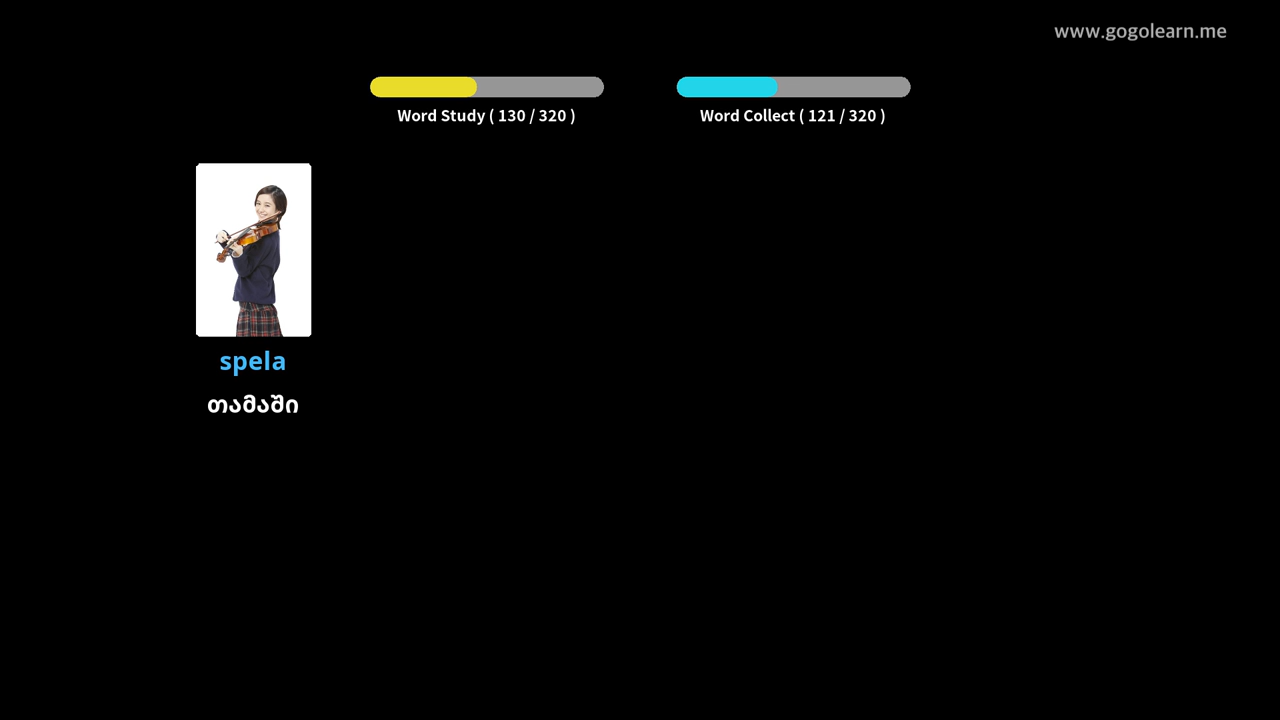 www.gogolearn.me
Word Study ( 130 / 320 )
Word Collect ( 121 / 320 )
spela
თამაში